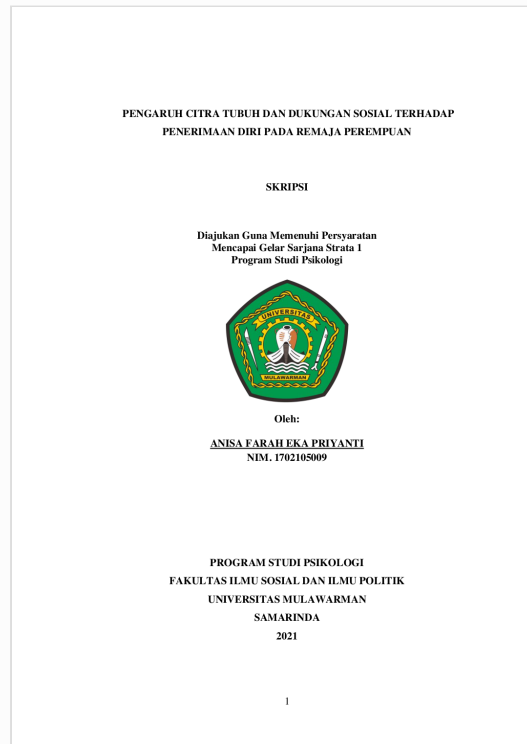 PENGARUH CITRA TUBUH DAN DUKUNGAN SOSIAL TERHADAP
PENERIMAAN DIRI PADA REMAJA PEREMPUAN
SKRIPSI
Diajukan Guna Memenuhi Persyaratan
Mencapai Gelar Sarjana Strata 1
Program Studi Psikologi
UNIVERSITAS
MULAWARMAN
Oleh:
ANISA FARAH EKA PRIYANTI
NIM. 1702105009
PROGRAM STUDI PSIKOLOGI
FAKULTAS ILMU SOSIAL DAN ILMU POLITIK
UNIVERSITAS MULAWARMAN
SAMARINDA
2021
1